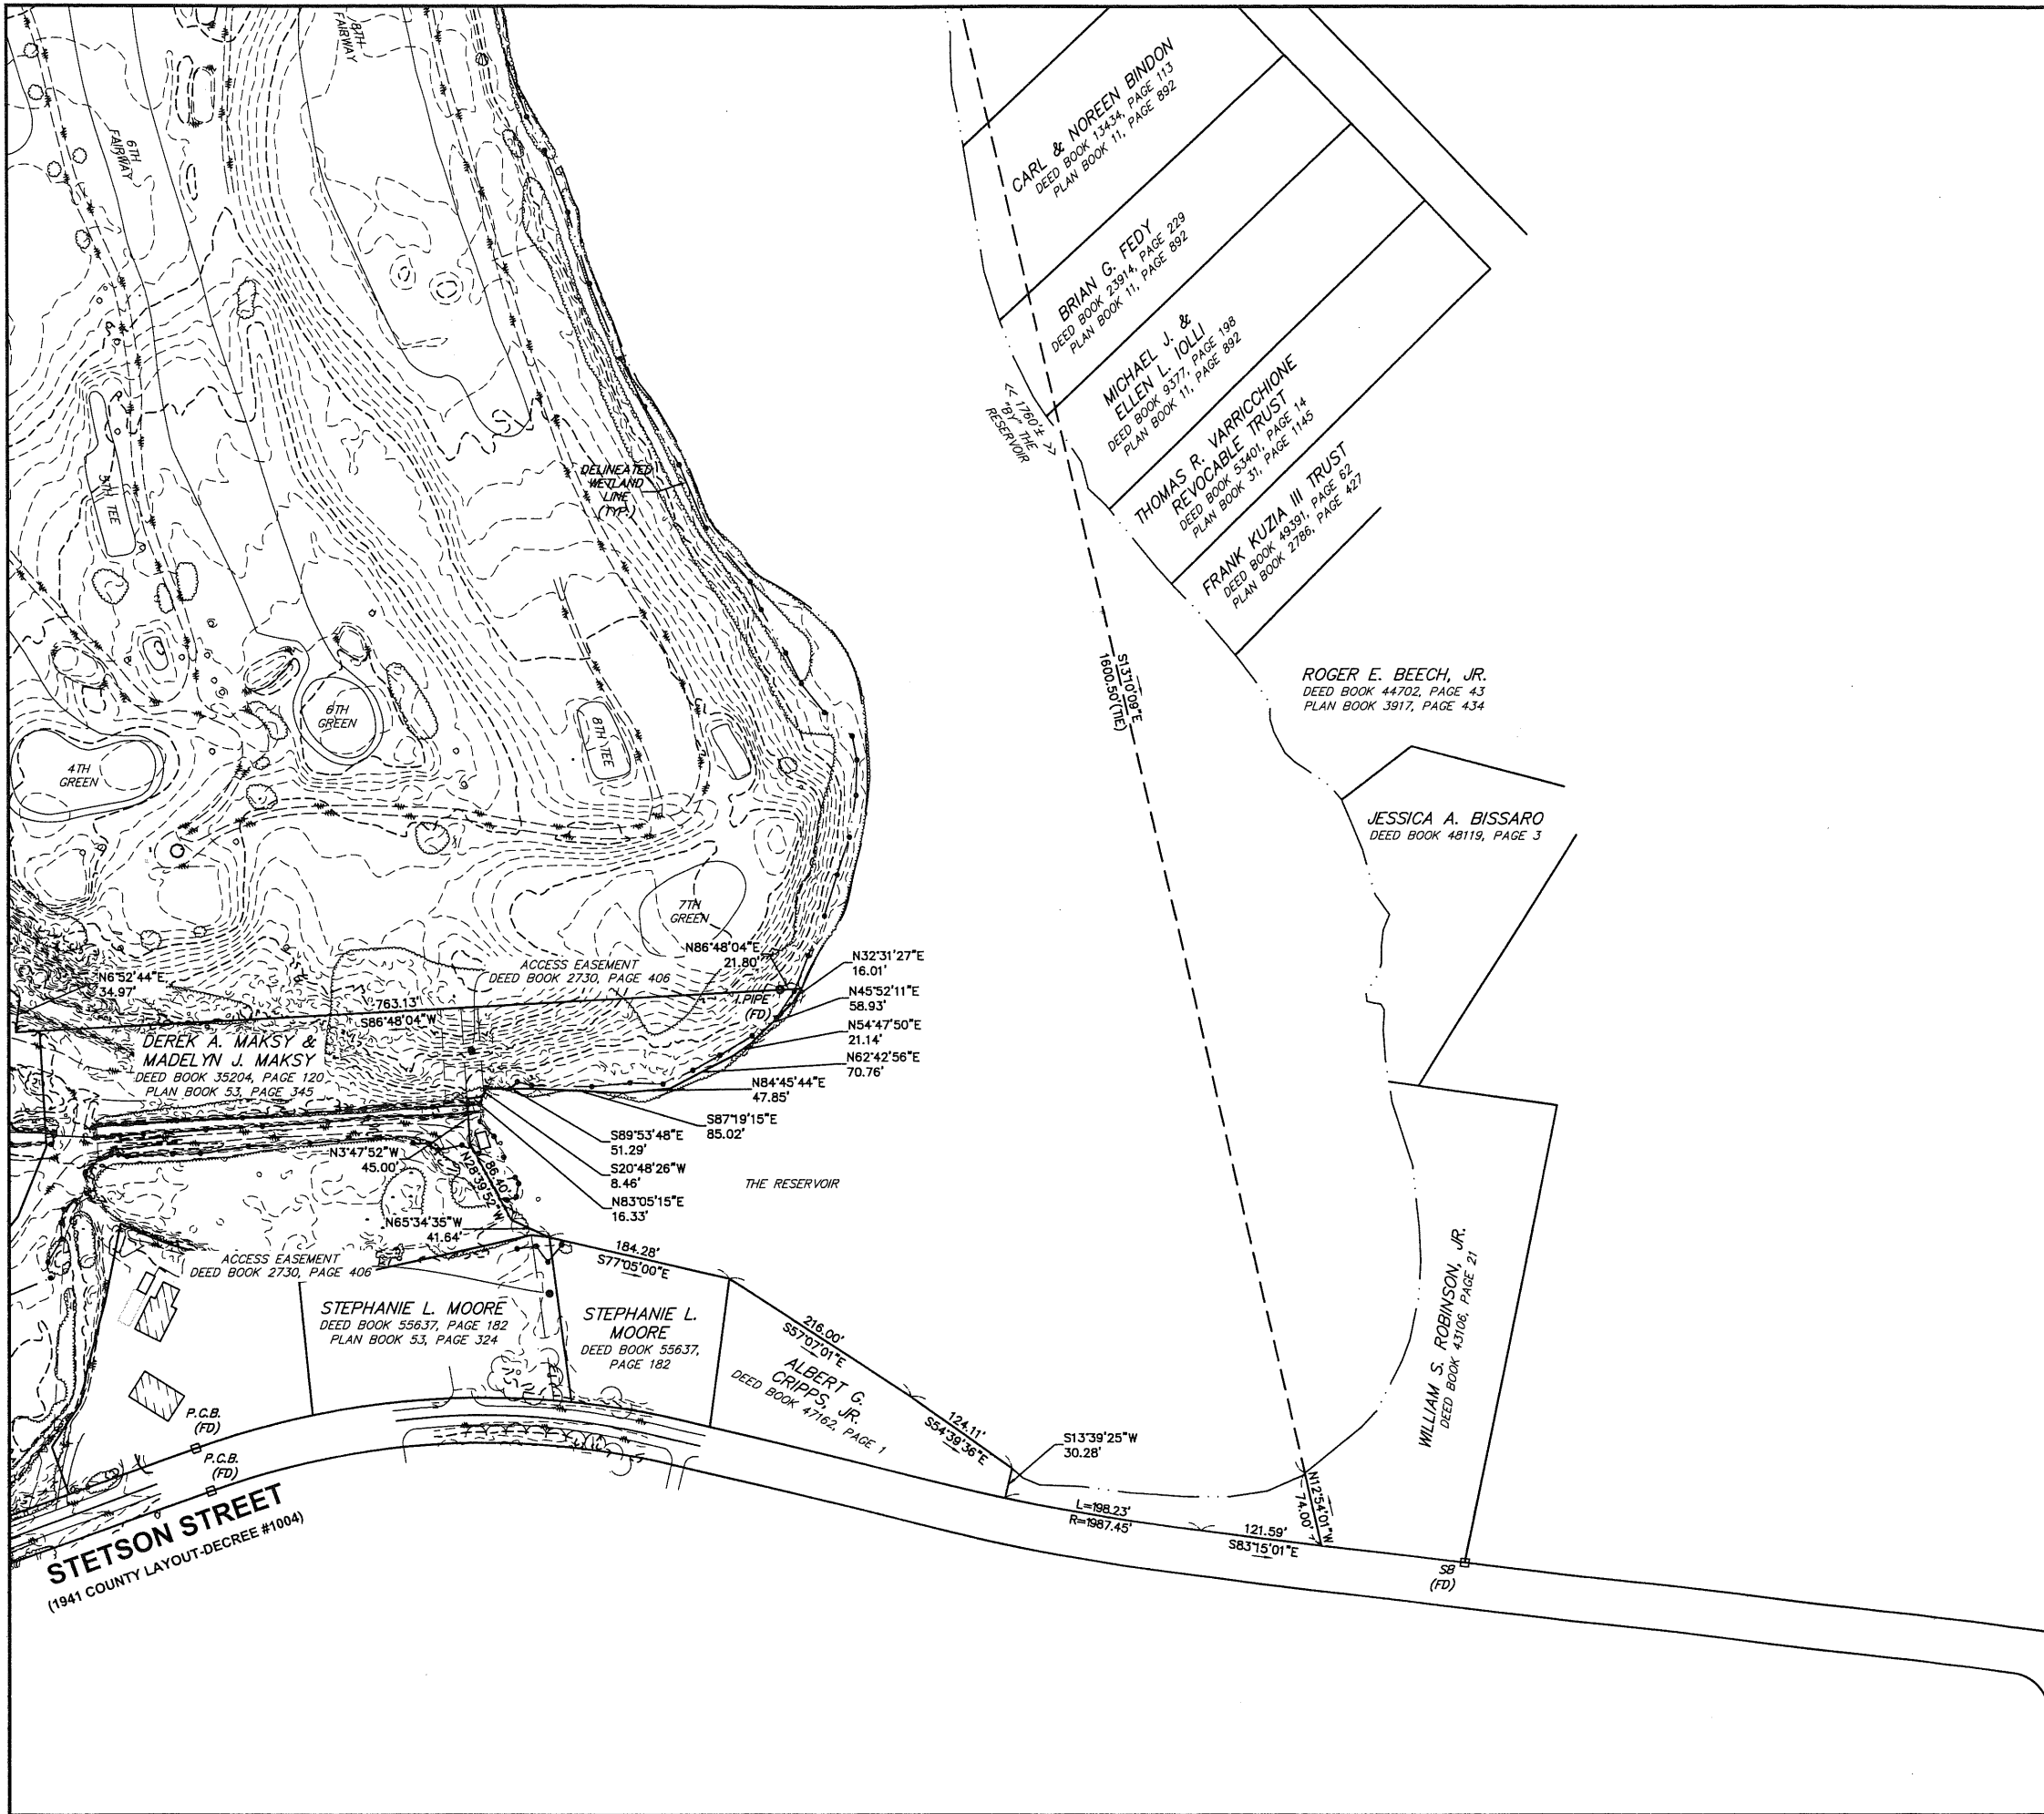 8TH
FAIRWAY
6TH
FAIRWAY
CARL & NOREEN BINDON
DEED BOOK 13434, PAGE 113
PLAN BOOK 11, PAGE 892
BRIAN G. FEDY
DEED BOOK 23914, PAGE 229
PLAN BOOK 11, PAGE 892
MICHAEL J. &
ELLEN L. IOLLI
DEED BOOK 9377, PAGE 198
PLAN BOOK 11, PAGE 892
<< 1760'± >>
"BY" THE
RESERVOIR
THOMAS R. VARRICCHIONE
REVOCABLE TRUST
DEED BOOK 53401, PAGE 14
PLAN BOOK 31, PAGE 1145
FRANK KUZIA III TRUST
DEED BOOK 49391, PAGE 62
PLAN BOOK 2786, PAGE 427
DELINEATED
WETLAND
LINE
(TYP.)
TEE
S13°10'09"E
1600.50'(TIE)
ROGER E. BEECH, JR.
DEED BOOK 44702, PAGE 43
PLAN BOOK 3917, PAGE 434
6TH
GREEN
8TH TEE
4TH
GREEN
JESSICA A. BISSARO
DEED BOOK 48119, PAGE 3
7TH
GREEN
N86°48'04"E
21.80'
N32°31'27"E
16.01'
ACCESS EASEMENT
DEED BOOK 2730, PAGE 406
N6°52'44"E
34.97'
763.13'
S86°48'04"W
I.PIPE
(FD)
N45°52'11"E
58.93'
N54°47'50"E
21.14'
N62°42'56"E
70.76'
DEREK A. MAKSY &
MADELYN J. MAKSY
DEED BOOK 35204, PAGE 120
PLAN BOOK 53, PAGE 345
N84°45'44"E
47.85'
S87°19'15"E
85.02'
S89°53'48"E
51.29'
N3°47'52"W
45.00'
S20°48'26"W
8.46'
86.40'
N28°39'52"W
N83°05'15"E
16.33'
THE RESERVOIR
N65°34'35"W
41.64'
184.28'
S77°05'00"E
ACCESS EASEMENT
DEED BOOK 2730, PAGE 406
STEPHANIE L. MOORE
DEED BOOK 55637, PAGE 182
PLAN BOOK 53, PAGE 324
STEPHANIE L.
MOORE
DEED BOOK 55637,
PAGE 182
216.00'
S57°07'01"E
ALBERT G.
CRIPPS, JR.
DEED BOOK 47162, PAGE 1
124.11'
S54°39'36"E
S13°39'25"W
30.28'
WILLIAM S. ROBINSON, JR.
DEED BOOK 43106, PAGE 21
P.C.B.
(FD)
P.C.B.
(FD)
L=198.23'
R=1987.45'
121.59'
S83°15'01"E
N12°54'01"W
74.00'
SB
(FD)
STETSON STREET
(1941 COUNTY LAYOUT-DECREE #1004)